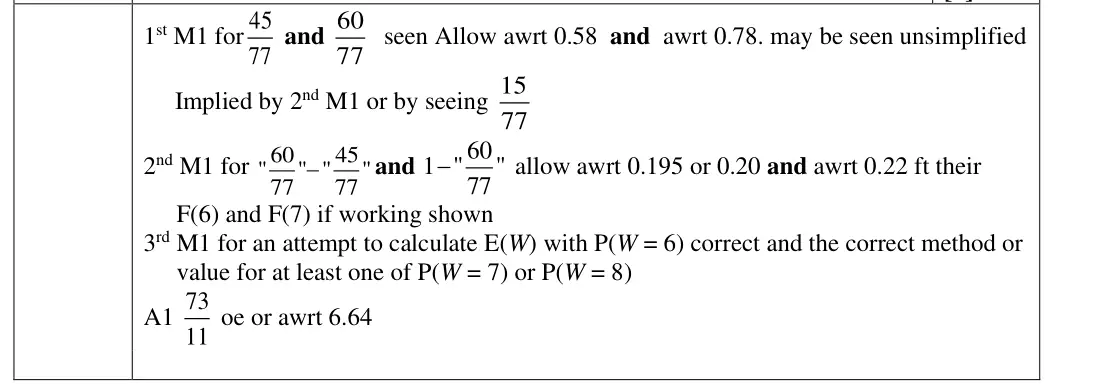 1st M1 for 45/77 and 60/77 seen Allow awrt 0.58 and awrt 0.78. may be seen unsimplified
Implied by 2nd M1 or by seeing 15/77
2nd M1 for "60/77"–"45/77" and 1–"60/77" allow awrt 0.195 or 0.20 and awrt 0.22 ft their
F(6) and F(7) if working shown
3rd M1 for an attempt to calculate E(W) with P(W = 6) correct and the correct method or
value for at least one of P(W = 7) or P(W = 8)
A1 73/11 oe or awrt 6.64